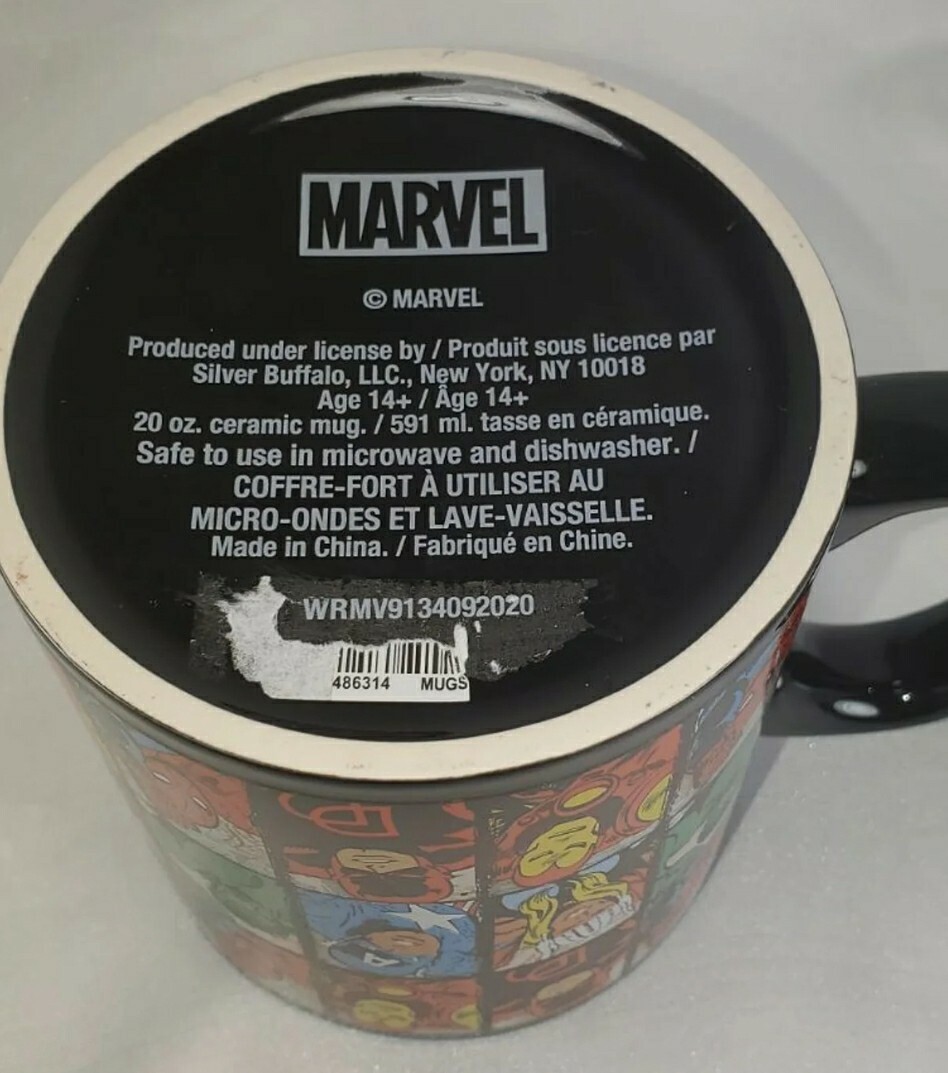 MARVEL
© MARVEL
Produced under license by / Produit sous licence par
Silver Buffalo, LLC., New York, NY 10018
Age 14+ / Âge 14+
20 oz. ceramic mug. / 591 ml. tasse en céramique.
Safe to use in microwave and dishwasher. /
COFFRE-FORT À UTILISER AU
MICRO-ONDES ET LAVE-VAISSELLE.
Made in China. / Fabriqué en Chine.
WRMV9134092020
486314 MUGS